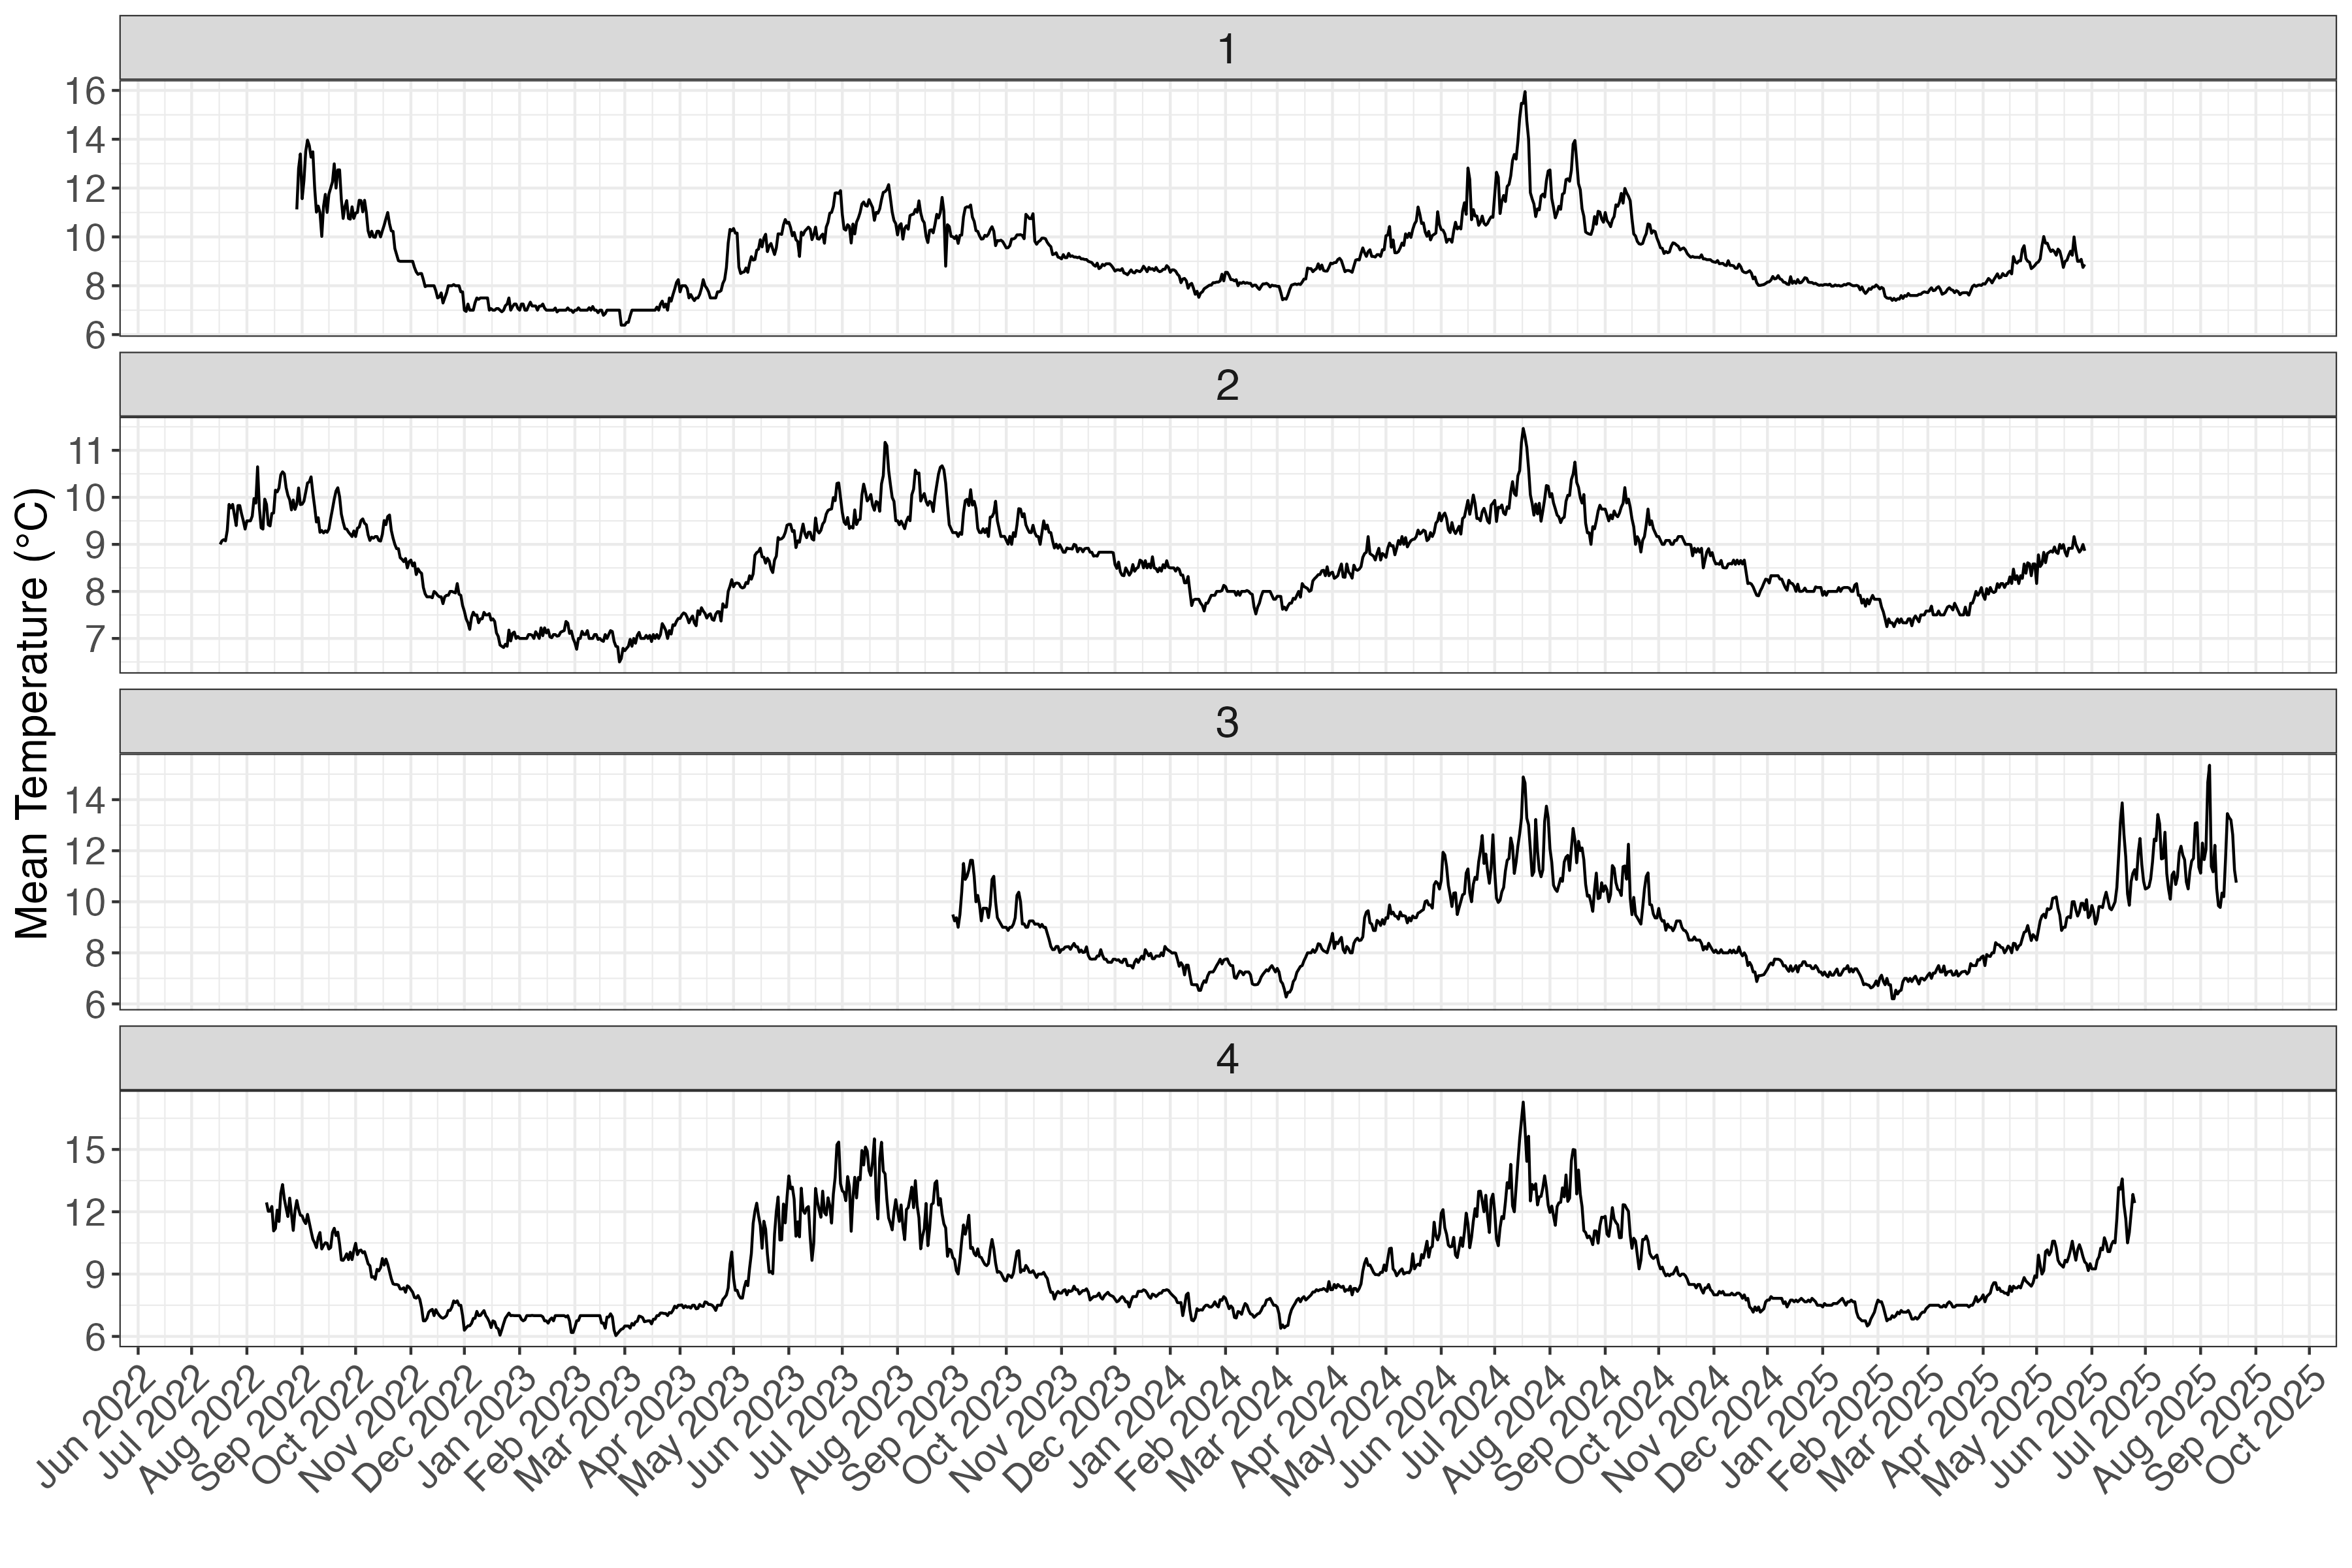 Mean Temperature (°C)
1
16
14
12
10
8
6
2
11
10
9
8
7
3
14
12
10
8
6
4
15
12
9
6
Jun 2022
Jul 2022
Aug 2022
Sep 2022
Oct 2022
Nov 2022
Dec 2022
Jan 2023
Feb 2023
Mar 2023
Apr 2023
May 2023
Jun 2023
Jul 2023
Aug 2023
Sep 2023
Oct 2023
Nov 2023
Dec 2023
Jan 2024
Feb 2024
Mar 2024
Apr 2024
May 2024
Jun 2024
Jul 2024
Aug 2024
Sep 2024
Oct 2024
Nov 2024
Dec 2024
Jan 2025
Feb 2025
Mar 2025
Apr 2025
May 2025
Jun 2025
Jul 2025
Aug 2025
Sep 2025
Oct 2025